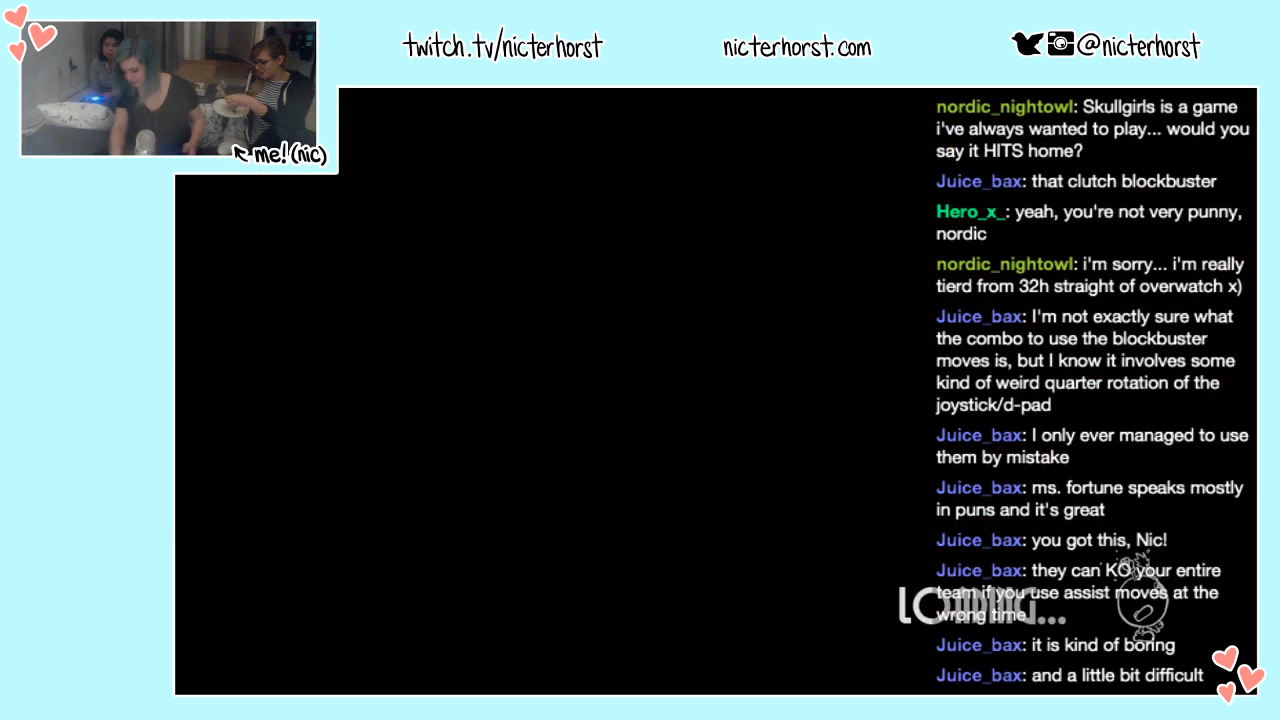 twitch.tv/nicterhorst
nicterhorst.com
@nicterhorst
me! (nic)
nordic_nightowl: Skullgirls is a game
i've always wanted to play... would you
say it HITS home?
Juice_bax: that clutch blockbuster
Hero_x_: yeah, you're not very punny,
nordic
nordic_nightowl: i'm sorry... i'm really
tierd from 32h straight of overwatch x)
Juice_bax: I'm not exactly sure what
the combo to use the blockbuster
moves is, but I know it involves some
kind of weird quarter rotation of the
joystick/d-pad
Juice_bax: I only ever managed to use
them by mistake
Juice_bax: ms. fortune speaks mostly
in puns and it's great
Juice_bax: you got this, Nic!
Juice_bax: they can KO your entire
team if you use assist moves at the
wrong time
LOADING...
Juice_bax: it is kind of boring
Juice_bax: and a little bit difficult